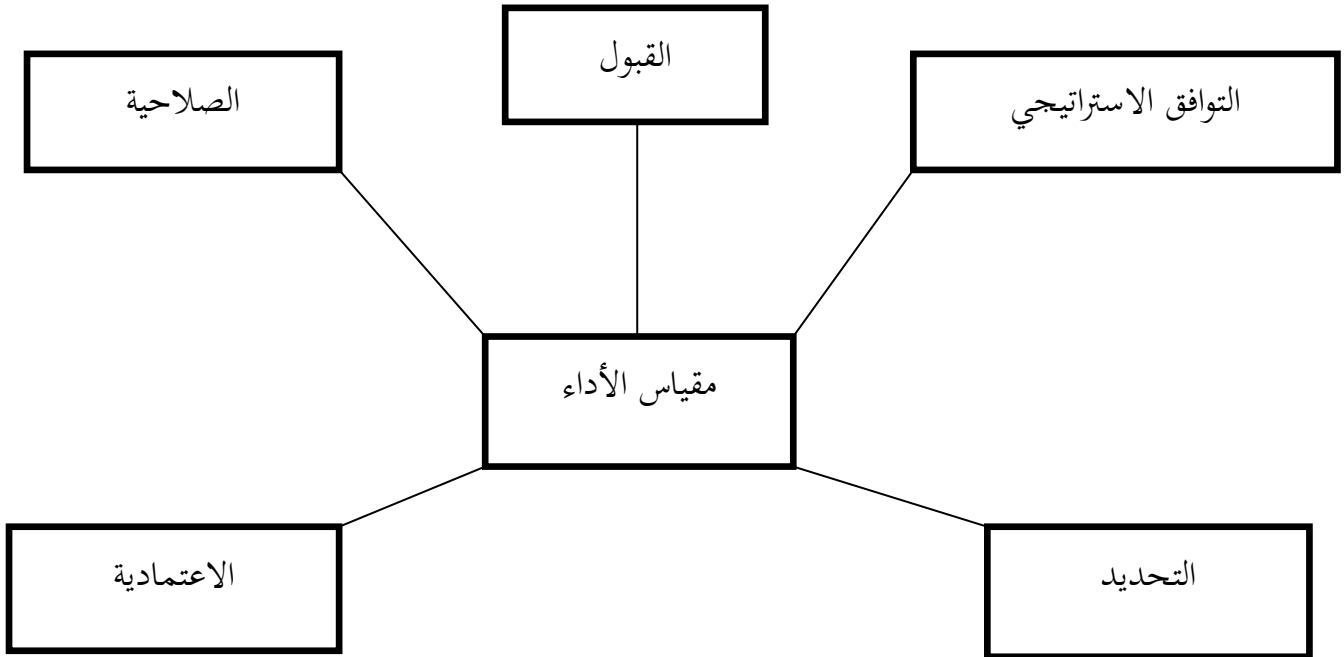 القبول
التوافق الاستراتيجي
الصلاحية
مقياس الأداء
التحديد
الاعتمادية